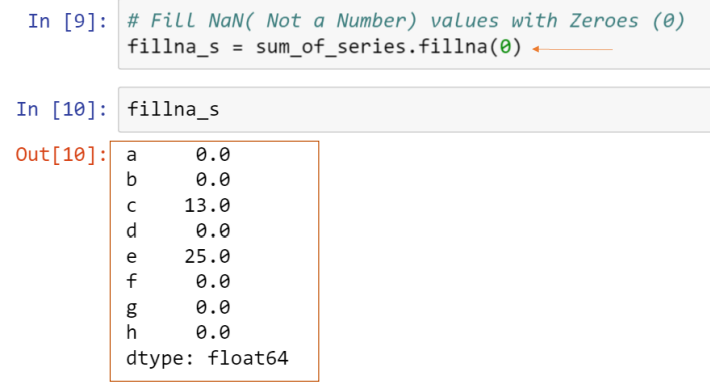 In [9]: # Fill NaN( Not a Number) values with Zeroes (0)
fillna_s = sum_of_series.fillna(0)
In [10]: fillna_s
Out[10]: a 0.0
b 0.0
c 13.0
d 0.0
e 25.0
f 0.0
g 0.0
h 0.0
dtype: float64